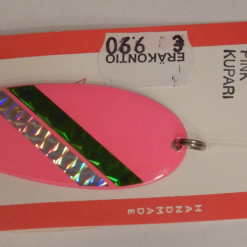 ERÄKONTIO
9.90 €
PINK
KUPARI
HANDMADE